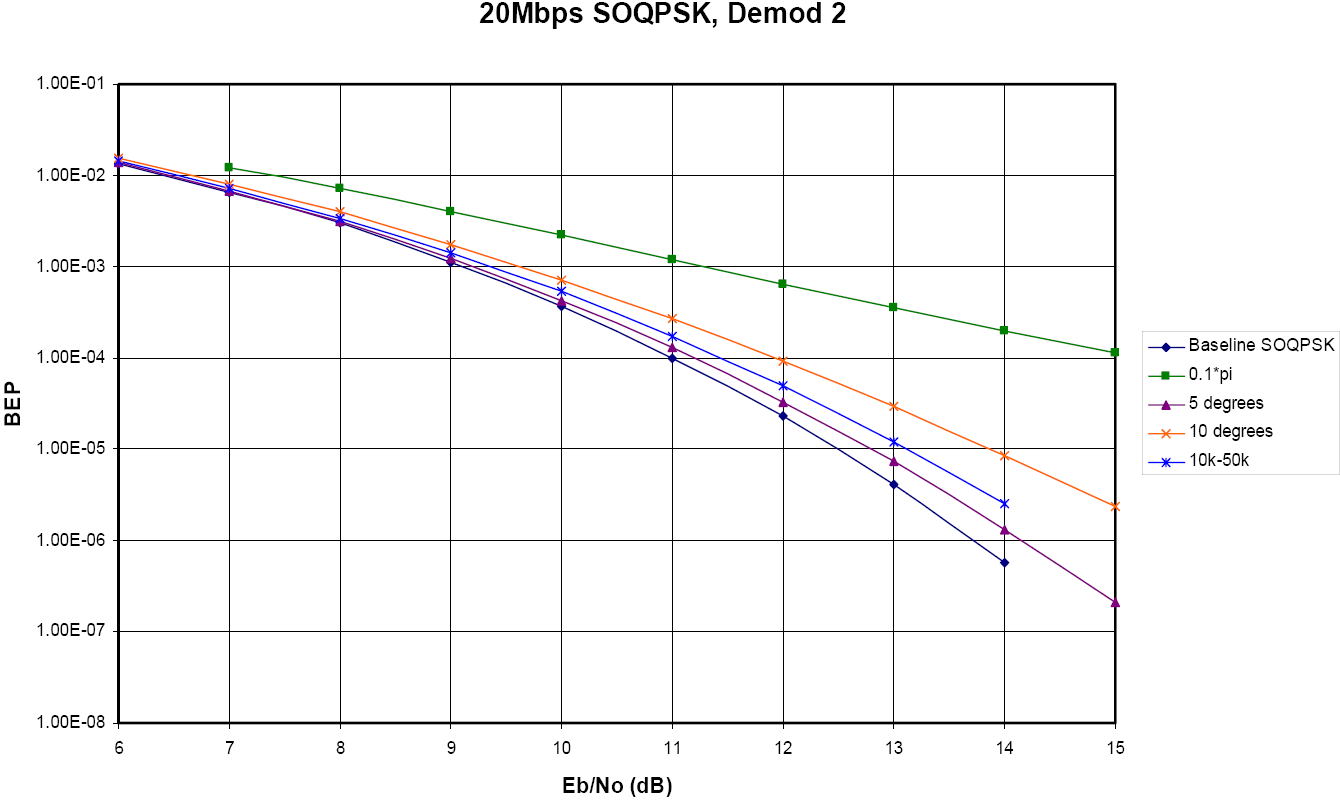 20Mbps SOQPSK, Demod 2
1.00E-01
1.00E-02
1.00E-03
1.00E-04
1.00E-05
1.00E-06
1.00E-07
1.00E-08
BEP
6 7 8 9 10 11 12 13 14 15
Eb/No (dB)
Baseline SOQPSK
0.1*pi
5 degrees
10 degrees
10k-50k